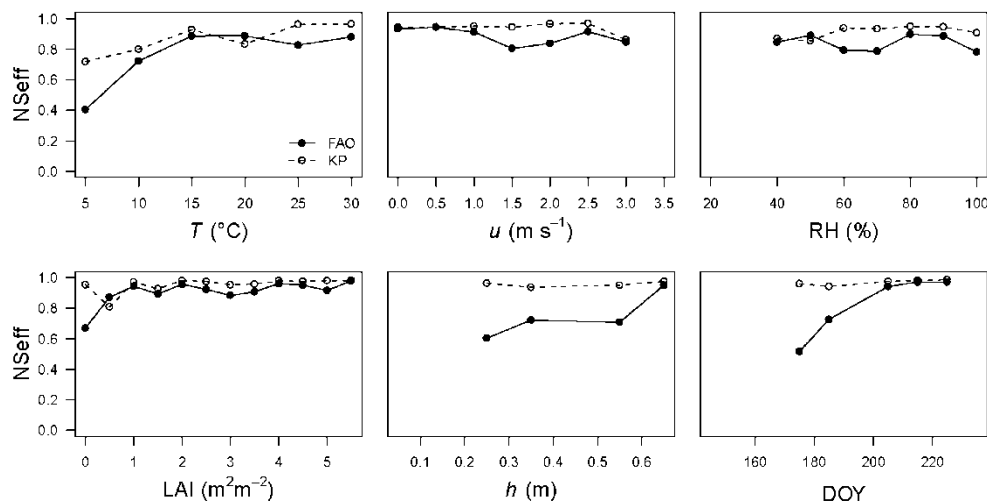 NSeff
1.0
0.8
0.6
0.4
0.2
0.0
FAO
KP
5 10 15 20 25 30
T (°C)
0.0 0.5 1.0 1.5 2.0 2.5 3.0 3.5
u (m s⁻¹)
20 40 60 80 100
RH (%)
NSeff
1.0
0.8
0.6
0.4
0.2
0.0
0 1 2 3 4 5
LAI (m²m⁻²)
0.1 0.2 0.3 0.4 0.5 0.6
h (m)
160 180 200 220
DOY